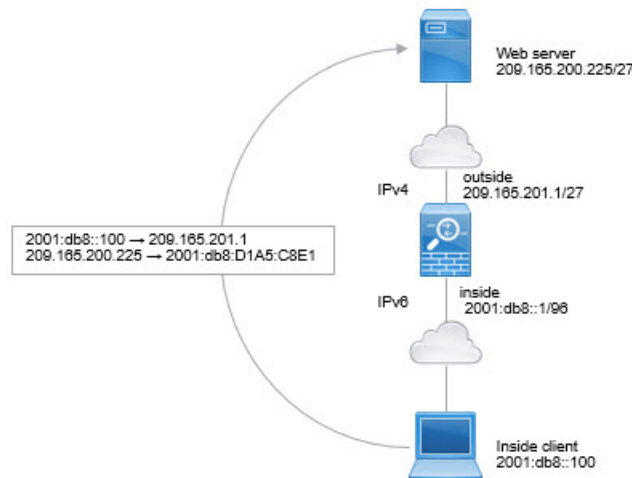 Web server
209.165.200.225/27
outside
209.165.201.1/27
IPv4
2001:db8::100 → 209.165.201.1
209.165.200.225 → 2001:db8:D1A5:C8E1
IPv6
inside
2001:db8::1/96
Inside client
2001:db8::100